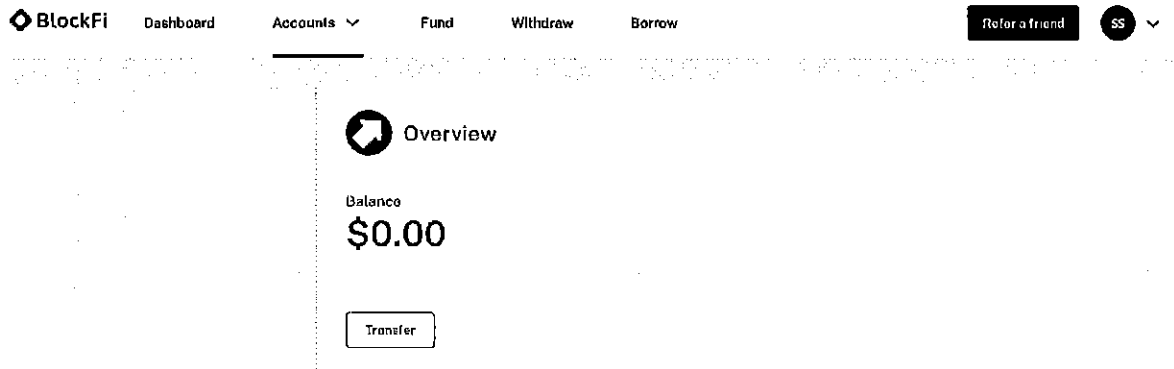 BlockFi Dashboard Accounts Fund Withdraw Borrow Refer a friend SS
Overview
Balance
$0.00
Transfer